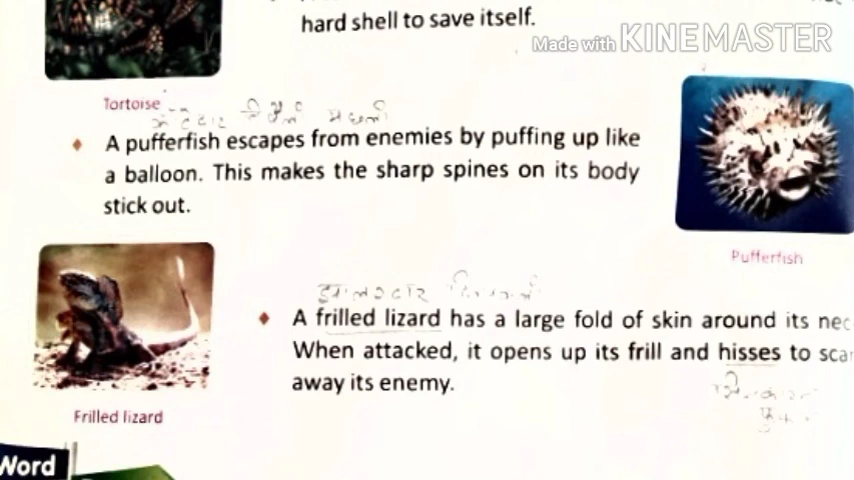 hard shell to save itself.
Made with KINEMASTER
Tortoise
A pufferfish escapes from enemies by puffing up like
a balloon. This makes the sharp spines on its body
stick out.
Pufferfish
A frilled lizard has a large fold of skin around its
When attacked, it opens up its frill and hisses to
away its enemy.
Frilled lizard
Word